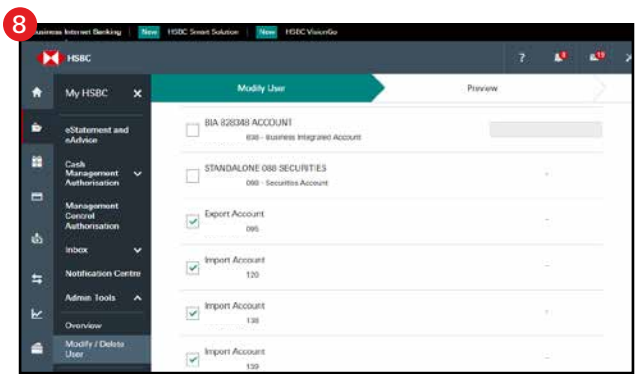 8
Business Internet Banking New HSBC Smart Solution New HSBC VisionGo
HSBC ?
My HSBC X Modify User Preview
BIA 828348 ACCOUNT
838 - Business Integrated Account
eStatement and eAdvice
STANDALONE 088 SECURITIES
088 - Securities Account
Cash Management Authorisation
Management Control Authorisation
Export Account
095
Inbox
Import Account
120
Notification Centre
Admin Tools
Import Account
138
Overview
Modify / Delete User
Import Account
139